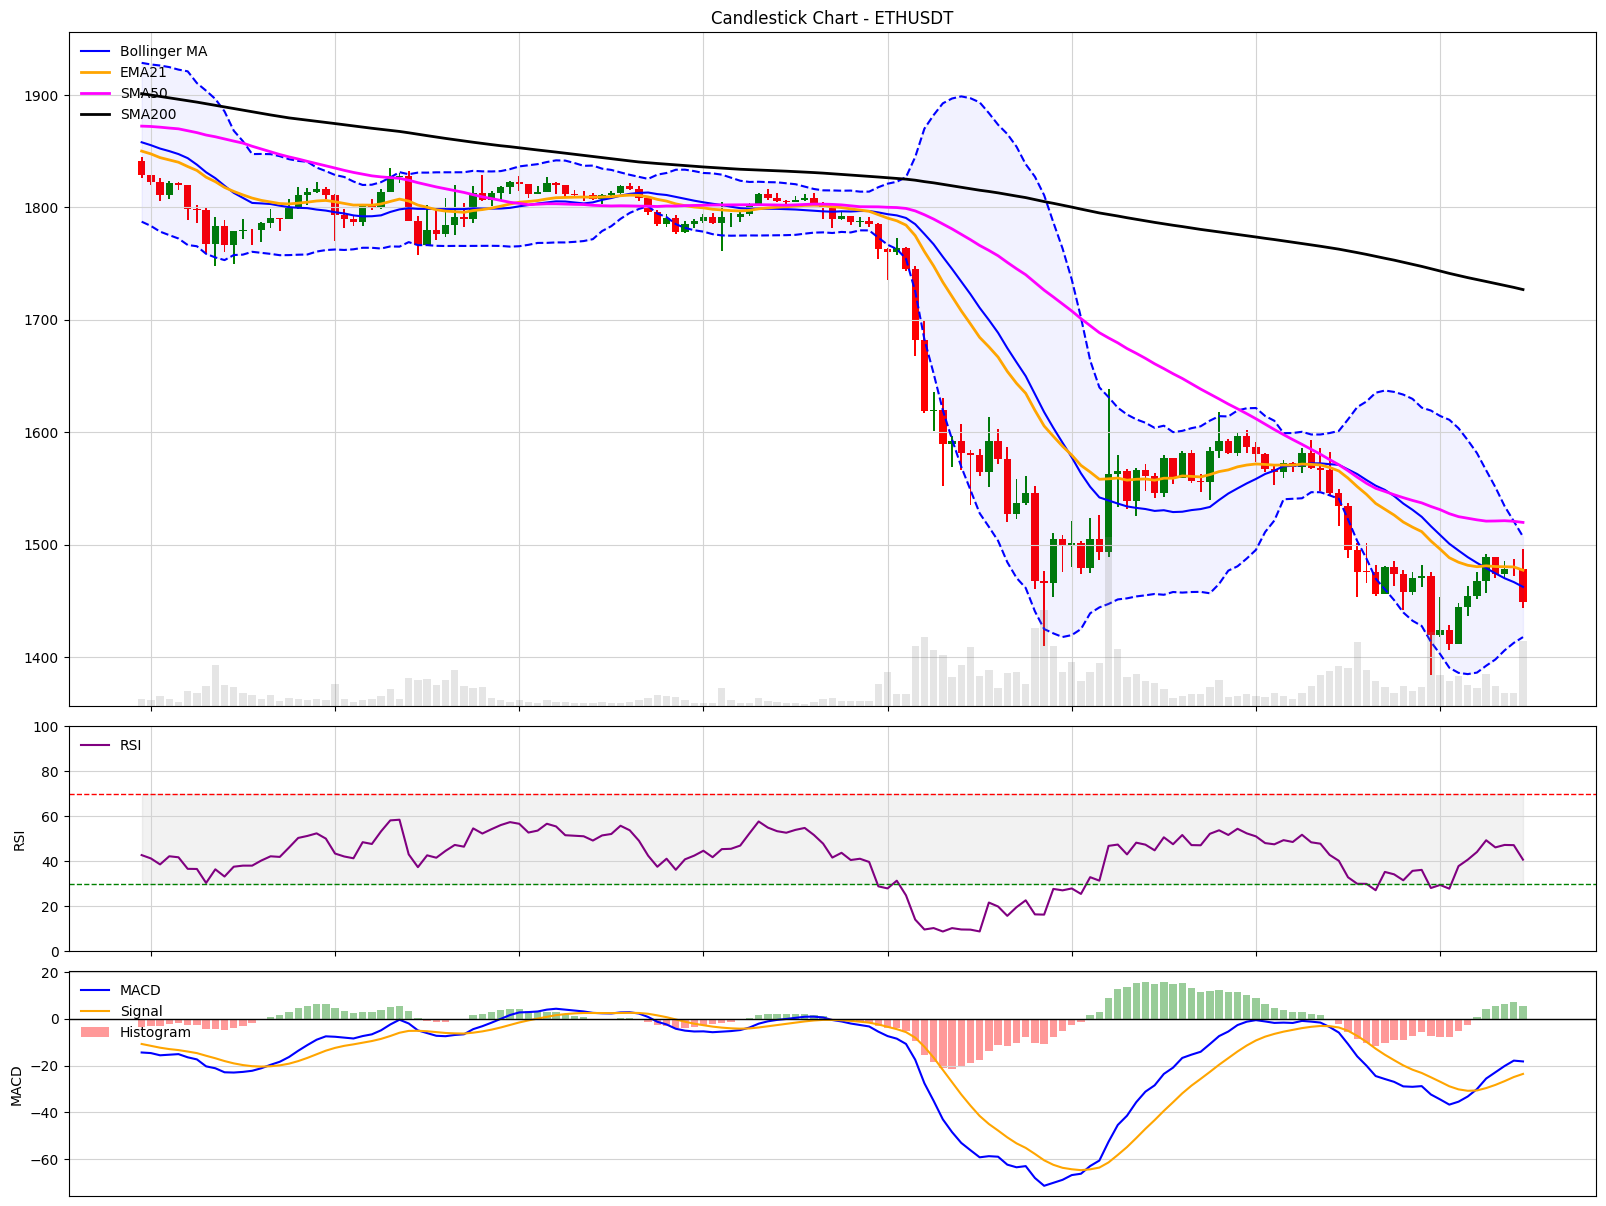 Candlestick Chart - ETHUSDT
Bollinger MA
EMA21
SMA50
SMA200
1900
1800
1700
1600
1500
1400
RSI
100
80
60
40
20
0
RSI
MACD
Signal
Histogram
20
0
−20
−40
−60
MACD